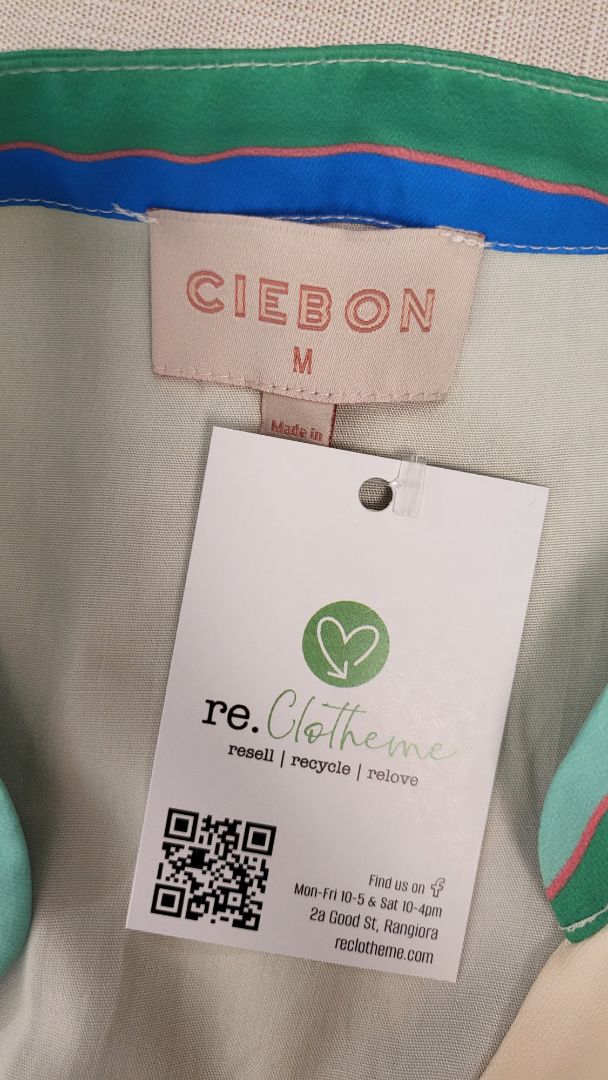 CIEBON
M
Made in
re.Clotheme
resell | recycle | relove
Find us on
Mon-Fri 10-5 & Sat 10-4pm
2a Good St, Rangiora
reclotheme.com